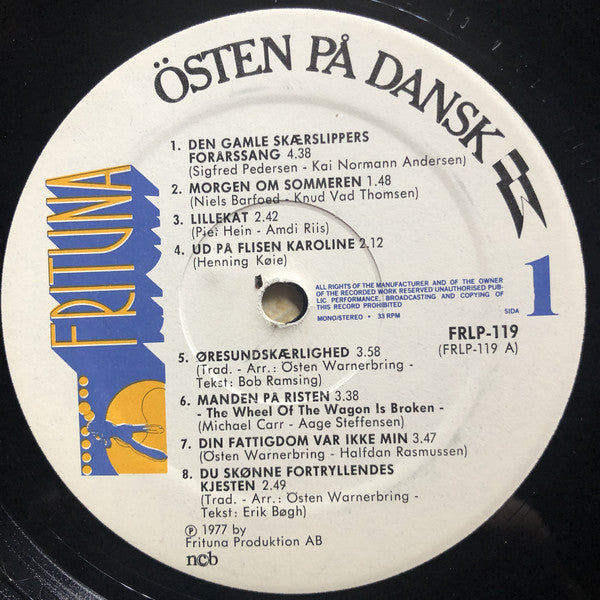 ÖSTEN PÅ DANSK
1. DEN GAMLE SKÆRSLIPPERS
FORARSSANG 4.38
(Sigfred Pedersen - Kai Normann Andersen)
2. MORGEN OM SOMMEREN 1.48
(Niels Barfoed - Knud Vad Thomsen)
3. LILLEKAT 2.42
(Piet Hein - Amdi Riis)
4. UD PA FLISEN KAROLINE 2.12
(Henning Køie)
FRITUNA
ALL RIGHTS OF THE MANUFACTURER AND OF THE OWNER
OF THE RECORDED WORK RESERVED UNAUTHORISED PUB-
LIC PERFORMANCE, BROADCASTING AND COPYING OF
THIS RECORD PROHIBITED
MONO/STEREO • 33 RPM
SIDA 1
FRLP-119
(FRLP-119 A)
5. ØRESUNDSKÆRLIGHED 3.58
(Trad. - Arr.: Östen Warnerbring -
Tekst: Bob Ramsing)
6. MANDEN PÅ RISTEN 3.38
- The Wheel Of The Wagon Is Broken -
(Michael Carr - Aage Steffensen)
7. DIN FATTIGDOM VAR IKKE MIN 3.47
(Östen Warnerbring - Halfdan Rasmussen)
8. DU SKØNNE FORTRYLLENDES
KJESTEN 2.49
(Trad. - Arr.: Östen Warnerbring -
Tekst: Erik Bøgh)
℗ 1977 by
Frituna Produktion AB
ncb